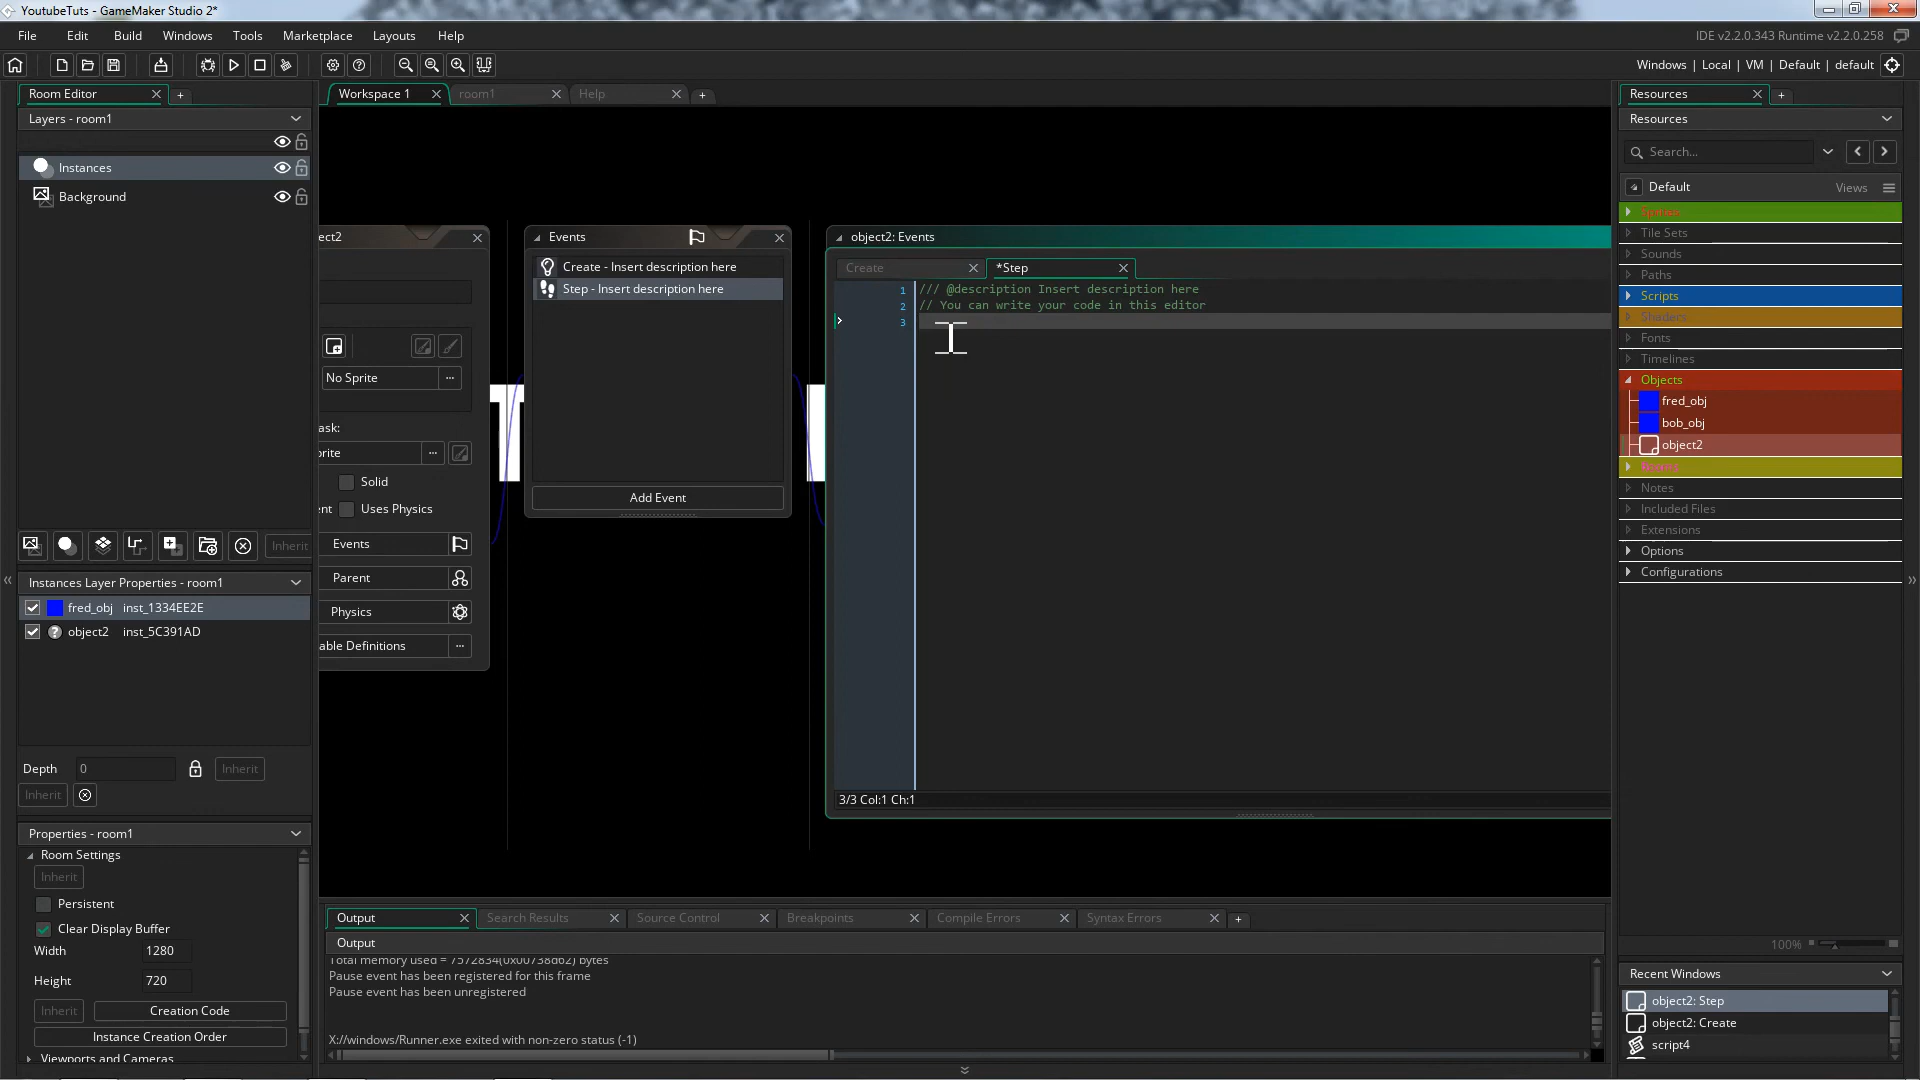 YoutubeTuts - GameMaker Studio 2*
File Edit Build Windows Tools Marketplace Layouts Help
IDE v2.2.0.343 Runtime v2.2.0.258
Windows | Local | VM | Default | default
Room Editor
Layers - room1
Instances
Background
Inherit
Instances Layer Properties - room1
fred_obj inst_1334EE2E
object2 inst_5C391AD
Depth 0 Inherit
Inherit
Properties - room1
Room Settings
Inherit
Persistent
Clear Display Buffer
Width 1280
Height 720
Inherit Creation Code
Instance Creation Order
Viewports and Cameras
Workspace 1 room1 Help
ect2
No Sprite
ask:
rite
Solid
ent Uses Physics
Events
Parent
Physics
able Definitions
Events
Create - Insert description here
Step - Insert description here
Add Event
object2: Events
Create *Step
1 /// @description Insert description here
2 // You can write your code in this editor
3
3/3 Col:1 Ch:1
Output Search Results Source Control Breakpoints Compile Errors Syntax Errors
Output
Total memory used = 7572834(0x00738d62) bytes
Pause event has been registered for this frame
Pause event has been unregistered
X://windows/Runner.exe exited with non-zero status (-1)
Resources
Resources
Search...
Default Views
Sprites
Tile Sets
Sounds
Paths
Scripts
Shaders
Fonts
Timelines
Objects
fred_obj
bob_obj
object2
Rooms
Notes
Included Files
Extensions
Options
Configurations
100%
Recent Windows
object2: Step
object2: Create
script4